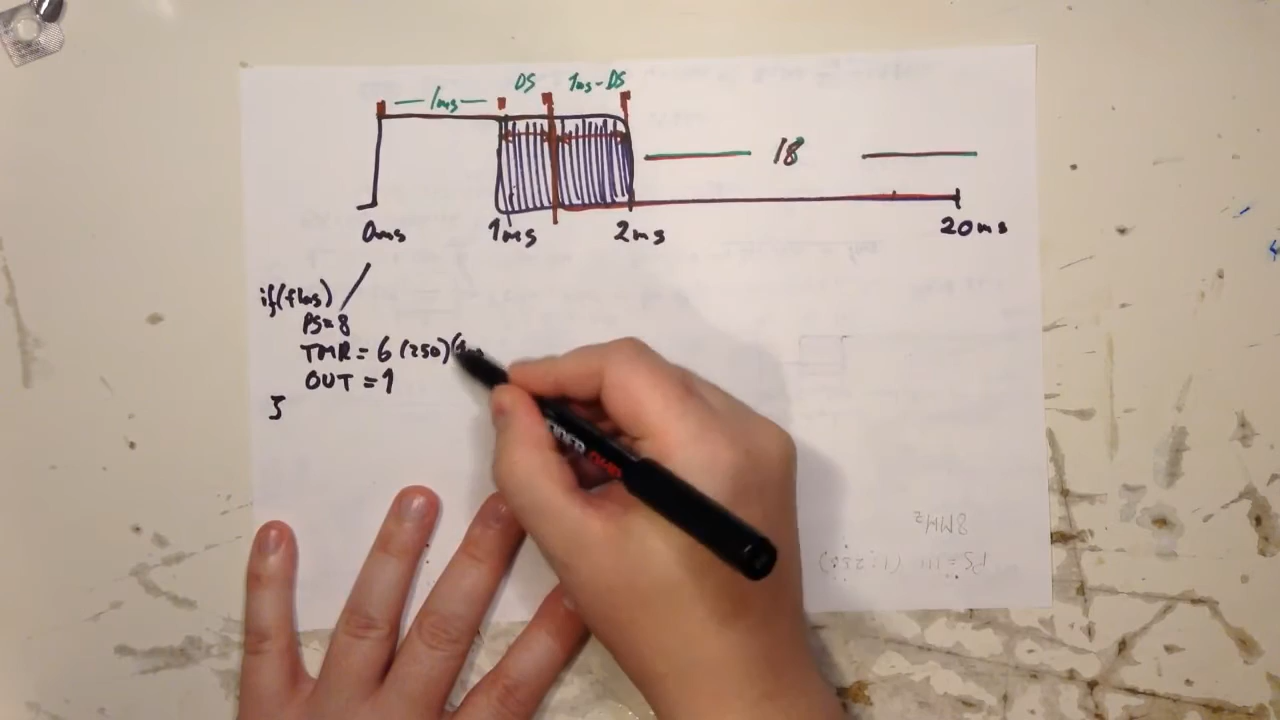 — 1ms — DS 1ms-DS
— 18 —
0ms 1ms 2ms 20ms
if(flag)
PS=8
TMR = 6 (250)(1ms
OUT = 1
}
8MHz